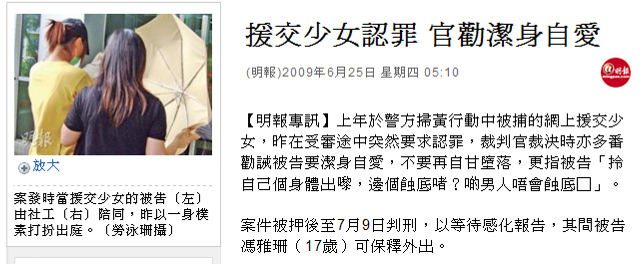 援交少女認罪 官勸潔身自愛
(明報)2009年6月25日 星期四 05:10
明報
【明報專訊】上年於警方掃黃行動中被捕的網上援交少
女，昨在受審途中突然要求認罪，裁判官裁決時亦多番
勸誡被告要潔身自愛，不要再自甘墮落，更指被告「拎
自己個身體出嚟，邊個蝕底啫？啲男人唔會蝕底□」。
案件被押後至7月9日判刑，以等待感化報告，其間被告
馮雅珊（17歲）可保釋外出。
明報
放大
案發時當援交少女的被告〔左〕
由社工〔右〕陪同，昨以一身樸
素打扮出庭。〔勞泳珊攝〕